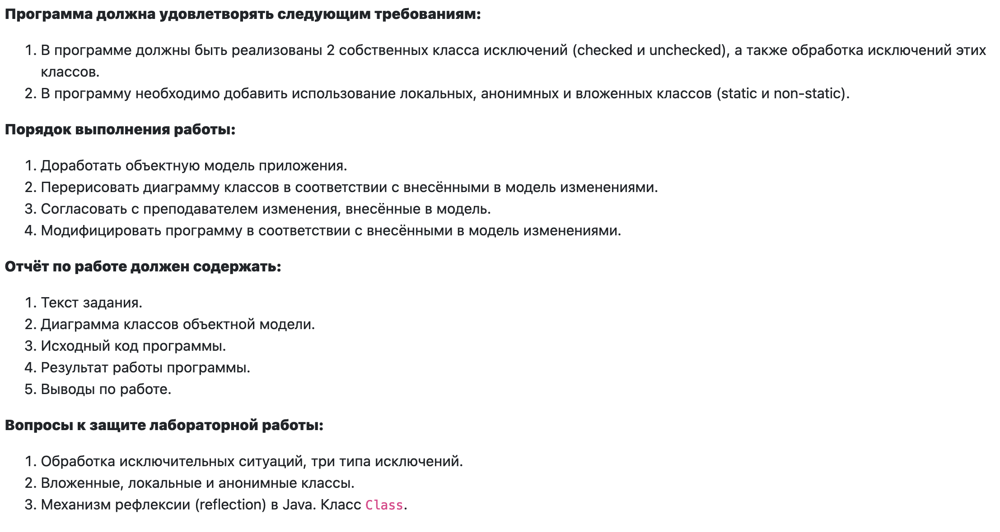 Программа должна удовлетворять следующим требованиям:
1. В программе должны быть реализованы 2 собственных класса исключений (checked и unchecked), а также обработка исключений этих
классов.
2. В программу необходимо добавить использование локальных, анонимных и вложенных классов (static и non-static).
Порядок выполнения работы:
1. Доработать объектную модель приложения.
2. Перерисовать диаграмму классов в соответствии с внесёнными в модель изменениями.
3. Согласовать с преподавателем изменения, внесённые в модель.
4. Модифицировать программу в соответствии с внесёнными в модель изменениями.
Отчёт по работе должен содержать:
1. Текст задания.
2. Диаграмма классов объектной модели.
3. Исходный код программы.
4. Результат работы программы.
5. Выводы по работе.
Вопросы к защите лабораторной работы:
1. Обработка исключительных ситуаций, три типа исключений.
2. Вложенные, локальные и анонимные классы.
3. Механизм рефлексии (reflection) в Java. Класс Class.